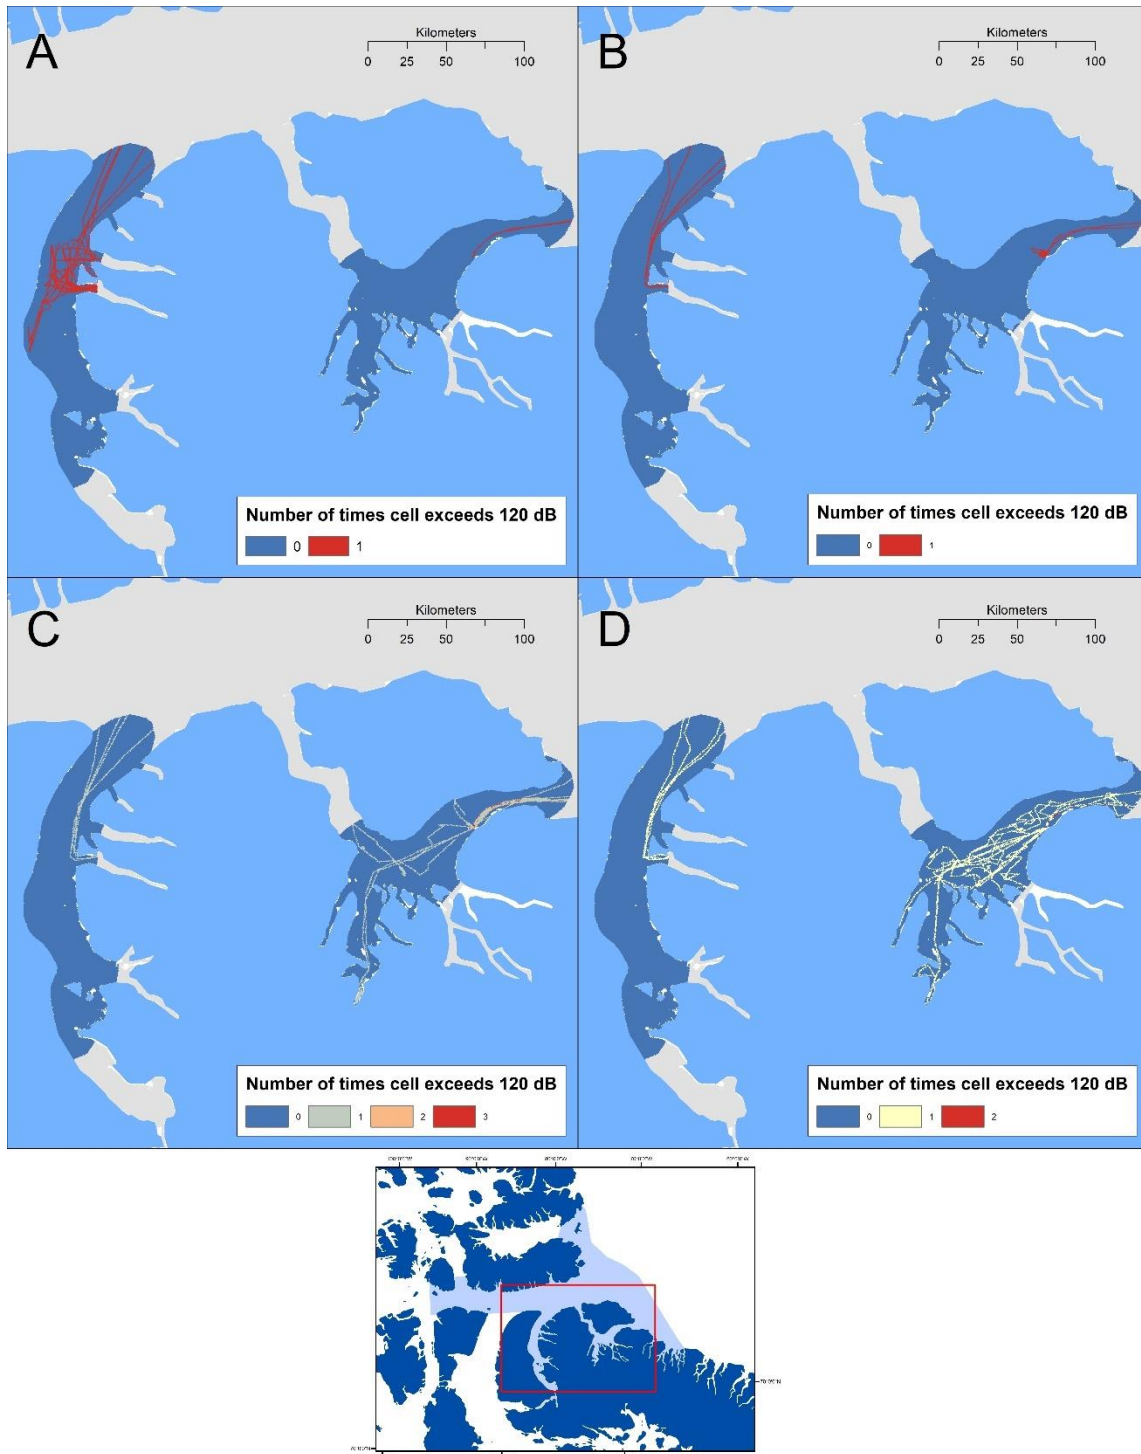 A
Kilometers
0 25 50 100
Number of times cell exceeds 120 dB
0 1
B
Kilometers
0 25 50 100
Number of times cell exceeds 120 dB
0 1
C
Kilometers
0 25 50 100
Number of times cell exceeds 120 dB
0 1 2 3
D
Kilometers
0 25 50 100
Number of times cell exceeds 120 dB
0 1 2